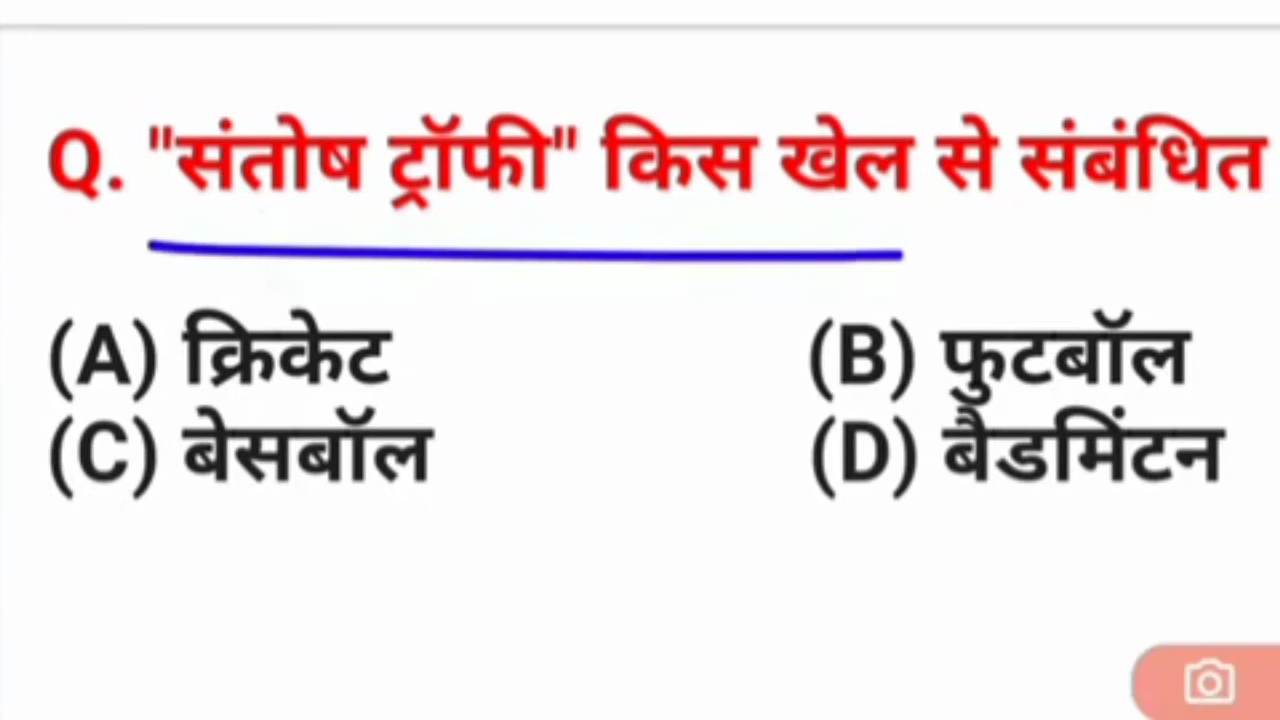 Q. "संतोष ट्रॉफी" किस खेल से संबंधित
(A) क्रिकेट (B) फुटबॉल
(C) बेसबॉल (D) बैडमिंटन